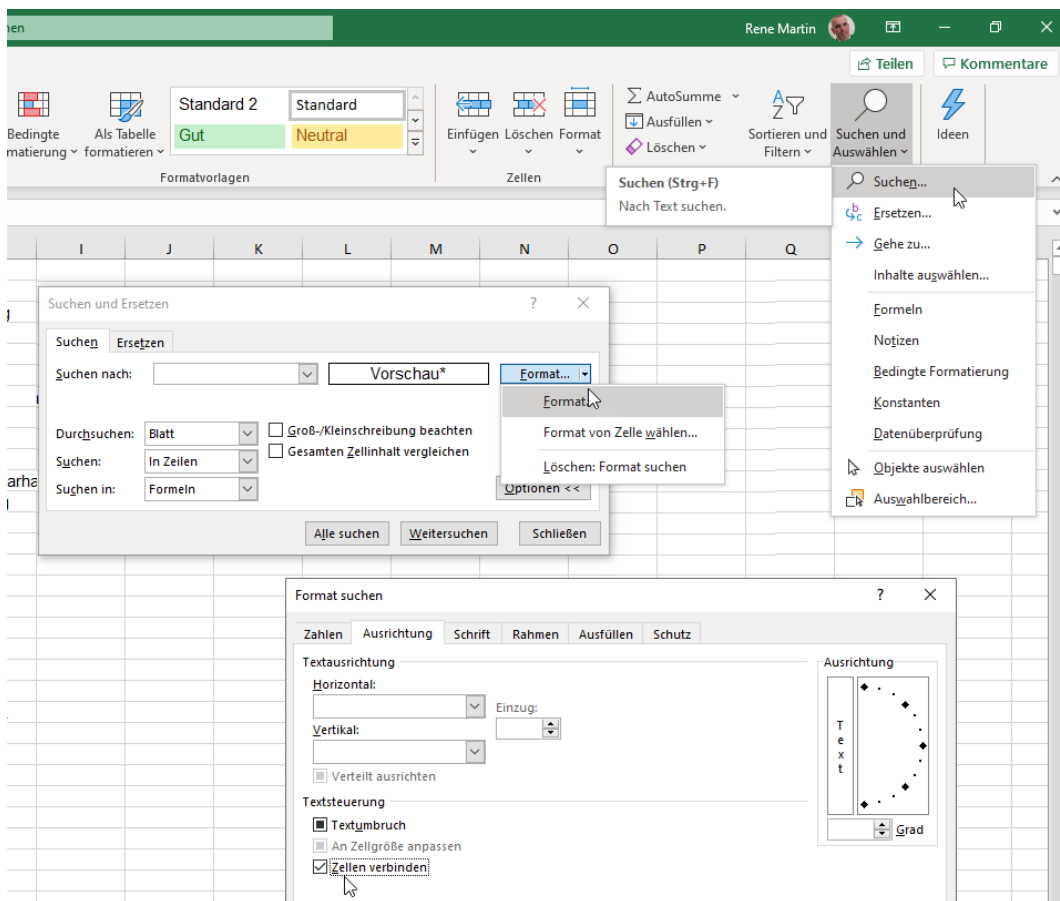 nen
Rene Martin
Teilen
Kommentare
Bedingte
matierung
Als Tabelle
formatieren
Standard 2
Standard
Gut
Neutral
Formatvorlagen
Einfügen
Löschen
Format
Zellen
AutoSumme
Ausfüllen
Löschen
Sortieren und
Filtern
Suchen und
Auswählen
Ideen
Suchen (Strg+F)
Nach Text suchen.
Suchen...
Ersetzen...
Gehe zu...
Inhalte auswählen...
Formeln
Notizen
Bedingte Formatierung
Konstanten
Datenüberprüfung
Objekte auswählen
Auswahlbereich...
I J K L M N O P Q
Suchen und Ersetzen
?
Suchen
Ersetzen
Suchen nach:
Vorschau*
Format...
Format...
Format von Zelle wählen...
Löschen: Format suchen
Durchsuchen: Blatt
Suchen: In Zeilen
Suchen in: Formeln
Groß-/Kleinschreibung beachten
Gesamten Zellinhalt vergleichen
Optionen <<
Alle suchen
Weitersuchen
Schließen
arha
Format suchen
?
Zahlen
Ausrichtung
Schrift
Rahmen
Ausfüllen
Schutz
Textausrichtung
Horizontal:
Einzug:
Vertikal:
Verteilt ausrichten
Textsteuerung
Textumbruch
An Zellgröße anpassen
Zellen verbinden
Ausrichtung
Text
Grad